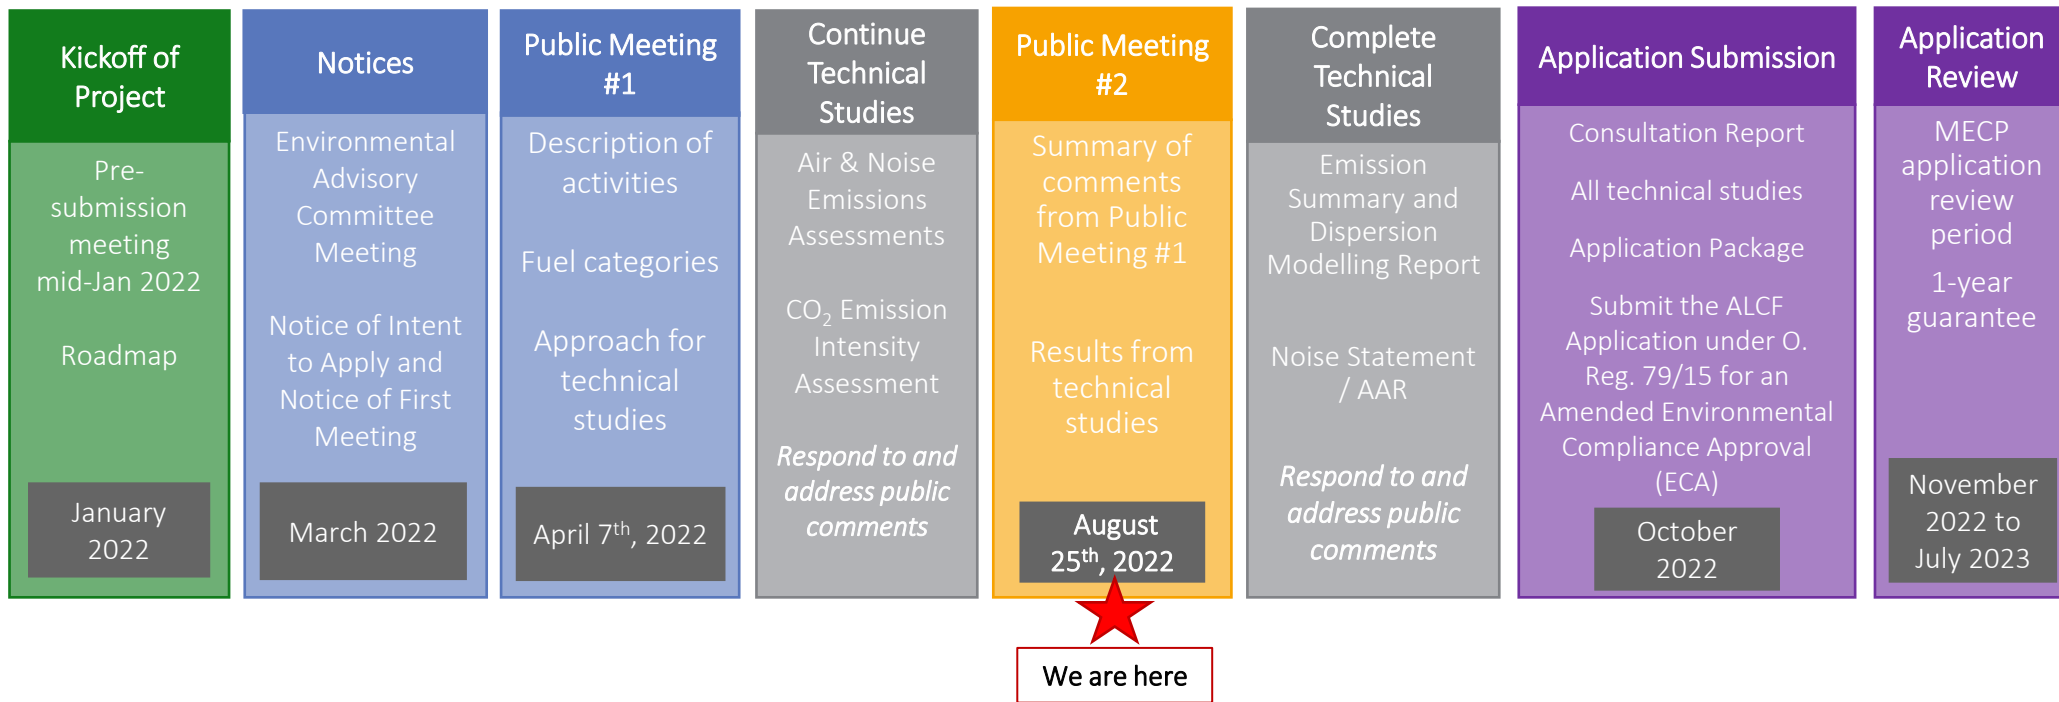 Kickoff of
Project
Pre-
submission
meeting
mid-Jan 2022
Roadmap
January
2022
Notices
Environmental
Advisory
Committee
Meeting
Notice of Intent
to Apply and
Notice of First
Meeting
March 2022
Public Meeting
#1
Description of
activities
Fuel categories
Approach for
technical
studies
April 7th, 2022
Continue
Technical
Studies
Air & Noise
Emissions
Assessments
CO2 Emission
Intensity
Assessment
Respond to and
address public
comments
Public Meeting
#2
Summary of
comments
from Public
Meeting #1
Results from
technical
studies
August
25th, 2022
We are here
Complete
Technical
Studies
Emission
Summary and
Dispersion
Modelling Report
Noise Statement
/ AAR
Respond to and
address public
comments
Application Submission
Consultation Report
All technical studies
Application Package
Submit the ALCF
Application under O.
Reg. 79/15 for an
Amended Environmental
Compliance Approval
(ECA)
October
2022
Application
Review
MECP
application
review
period
1-year
guarantee
November
2022 to
July 2023